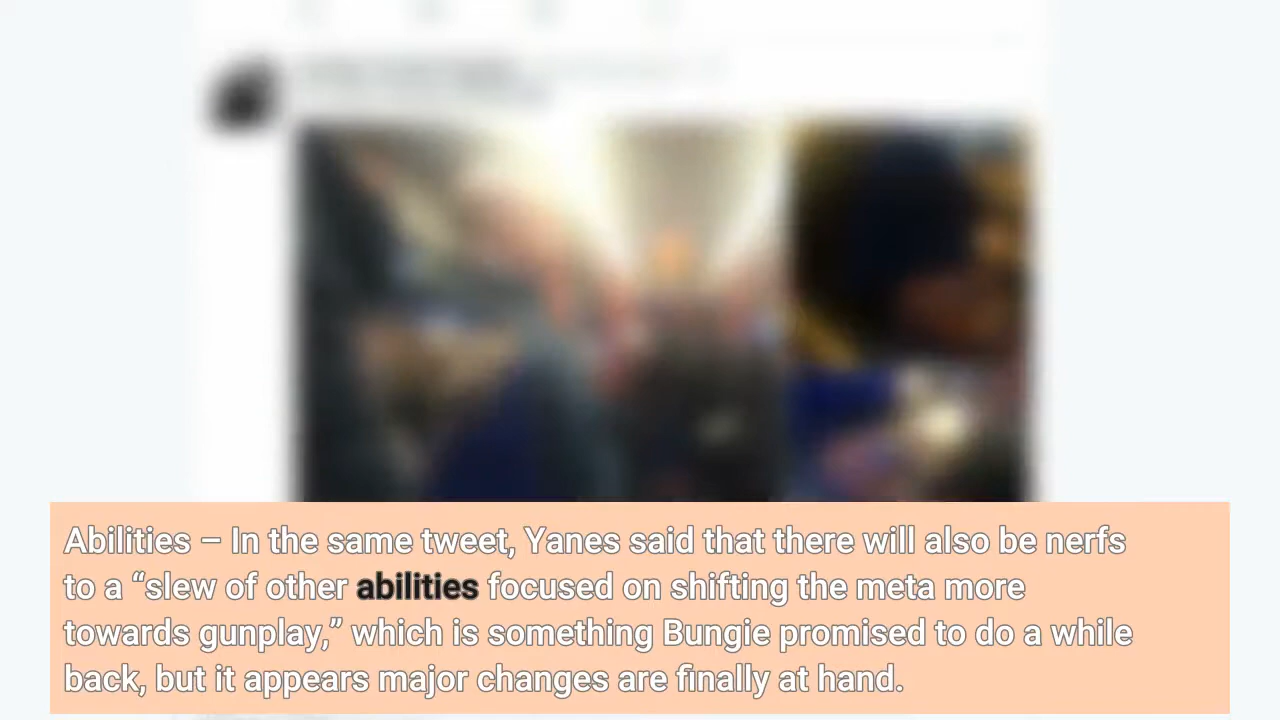 Abilities – In the same tweet, Yanes said that there will also be nerfs
to a “slew of other abilities focused on shifting the meta more
towards gunplay,” which is something Bungie promised to do a while
back, but it appears major changes are finally at hand.